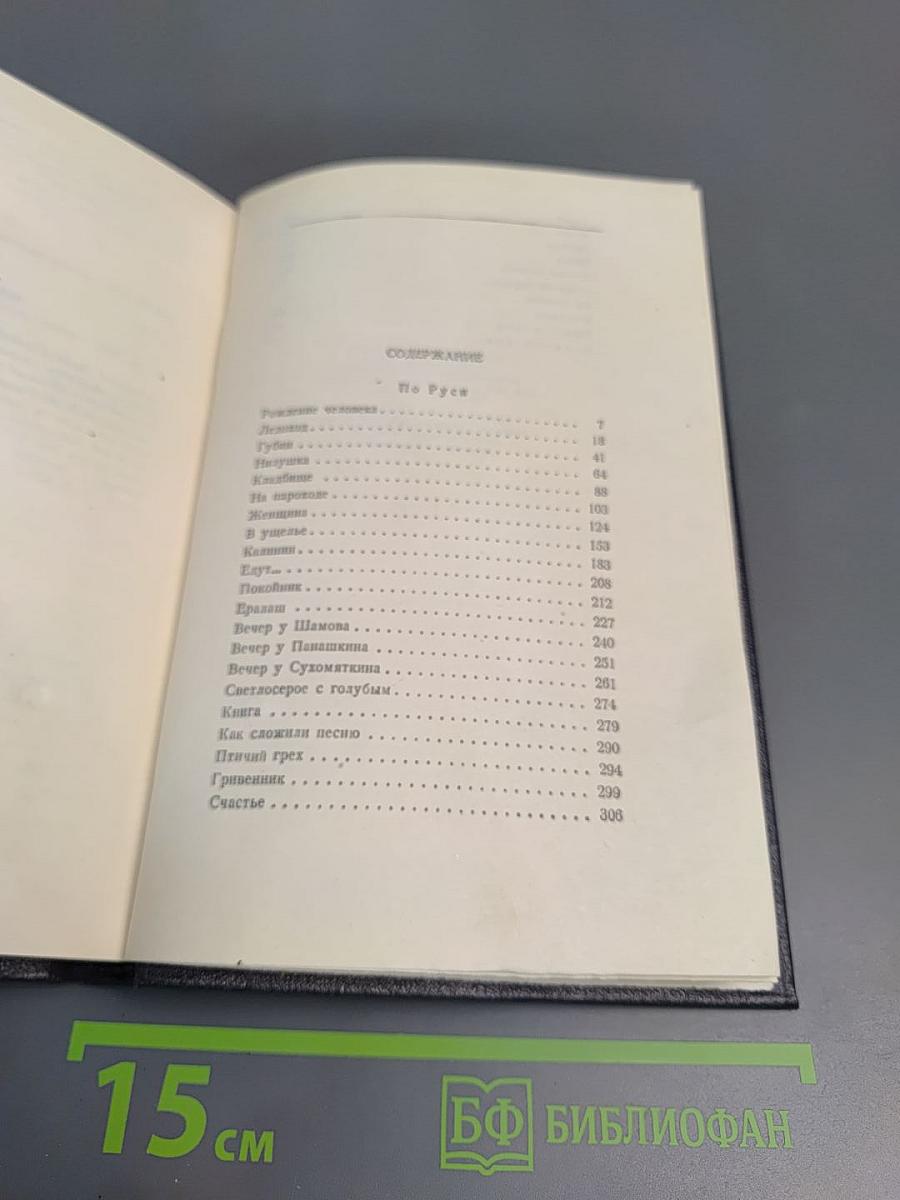 СОДЕРЖАНИЕ
По Руси
Рождение человека 7
Ледоход 18
Губин 41
Нилушка 64
Кладбище 88
На пароходе 103
Женщина 124
В ущелье 153
Калинин 183
Едут... 208
Покойник 212
Ералаш 227
Вечер у Шамова 240
Вечер у Панашкина 251
Вечер у Сухомяткина 261
Светлосерое с голубым 274
Книга 279
Как сложили песню 290
Птичий грех 294
Гривенник 299
Счастье 306
15 см
БФ БИБЛИОФАН